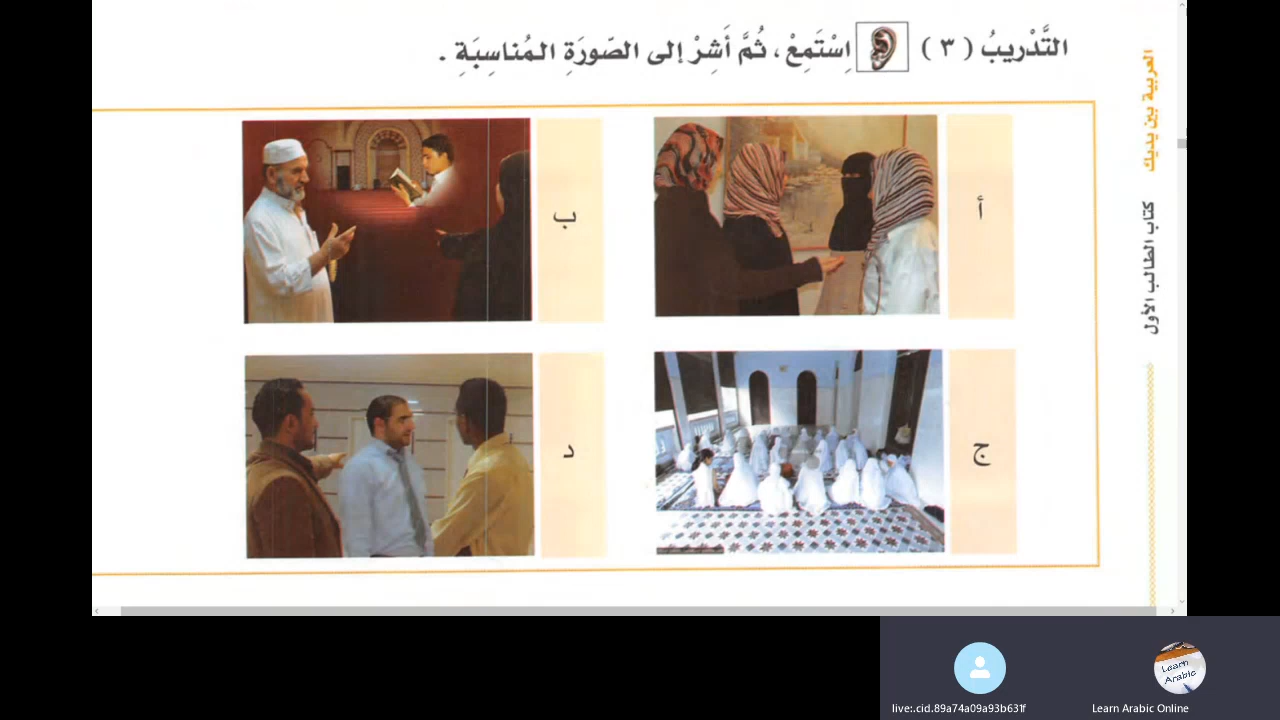 التَّدْرِيبُ ( ٣ ) اِسْتَمِعْ ، ثُمَّ أَشِرْ إلى الصّورَةِ المُناسِبَةِ .
أ
ب
ج
د
العربية بين يديك
كتاب الطالب الأول
live:.cid.89a74a09a93b631f
Learn Arabic Online
Learn
Arabic